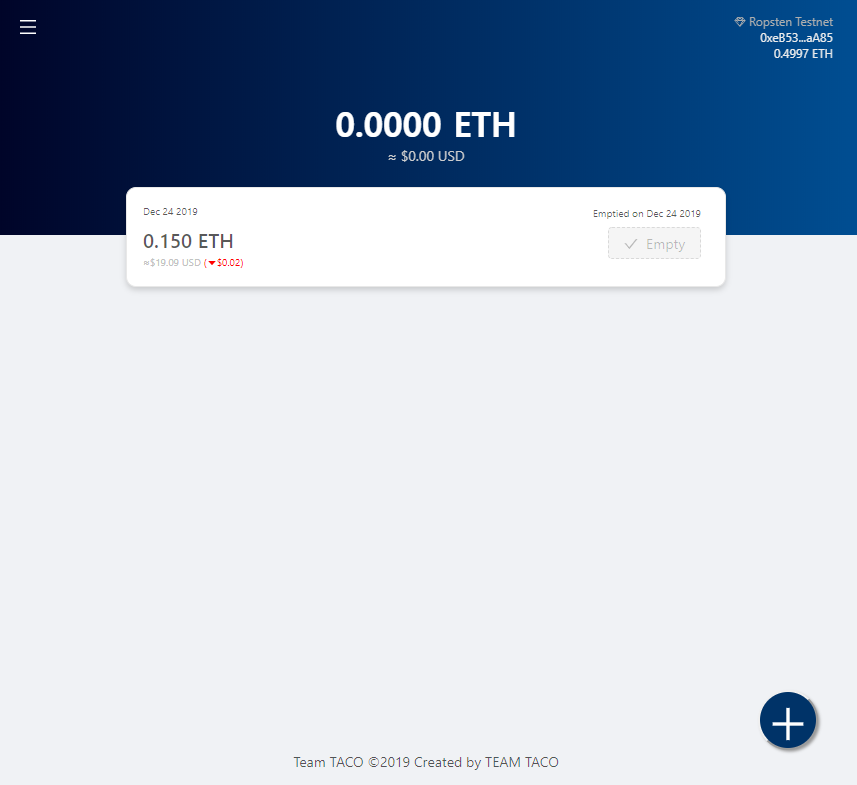 Ropsten Testnet
0xeB53...aA85
0.4997 ETH
0.0000 ETH
≈ $0.00 USD
Dec 24 2019
Emptied on Dec 24 2019
0.150 ETH
Empty
≈$19.09 USD (▼$0.02)
Team TACO ©2019 Created by TEAM TACO